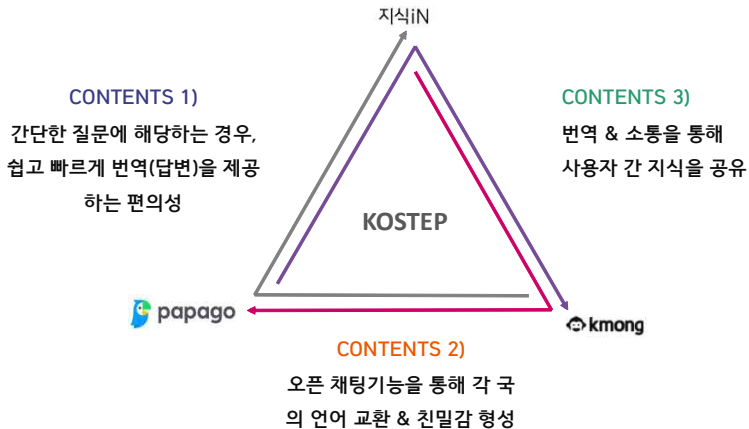 지식iN
CONTENTS 1)
간단한 질문에 해당하는 경우,
쉽고 빠르게 번역(답변)을 제공
하는 편의성
CONTENTS 3)
번역 & 소통을 통해
사용자 간 지식을 공유
KOSTEP
papago
kmong
CONTENTS 2)
오픈 채팅기능을 통해 각 국
의 언어 교환 & 친밀감 형성